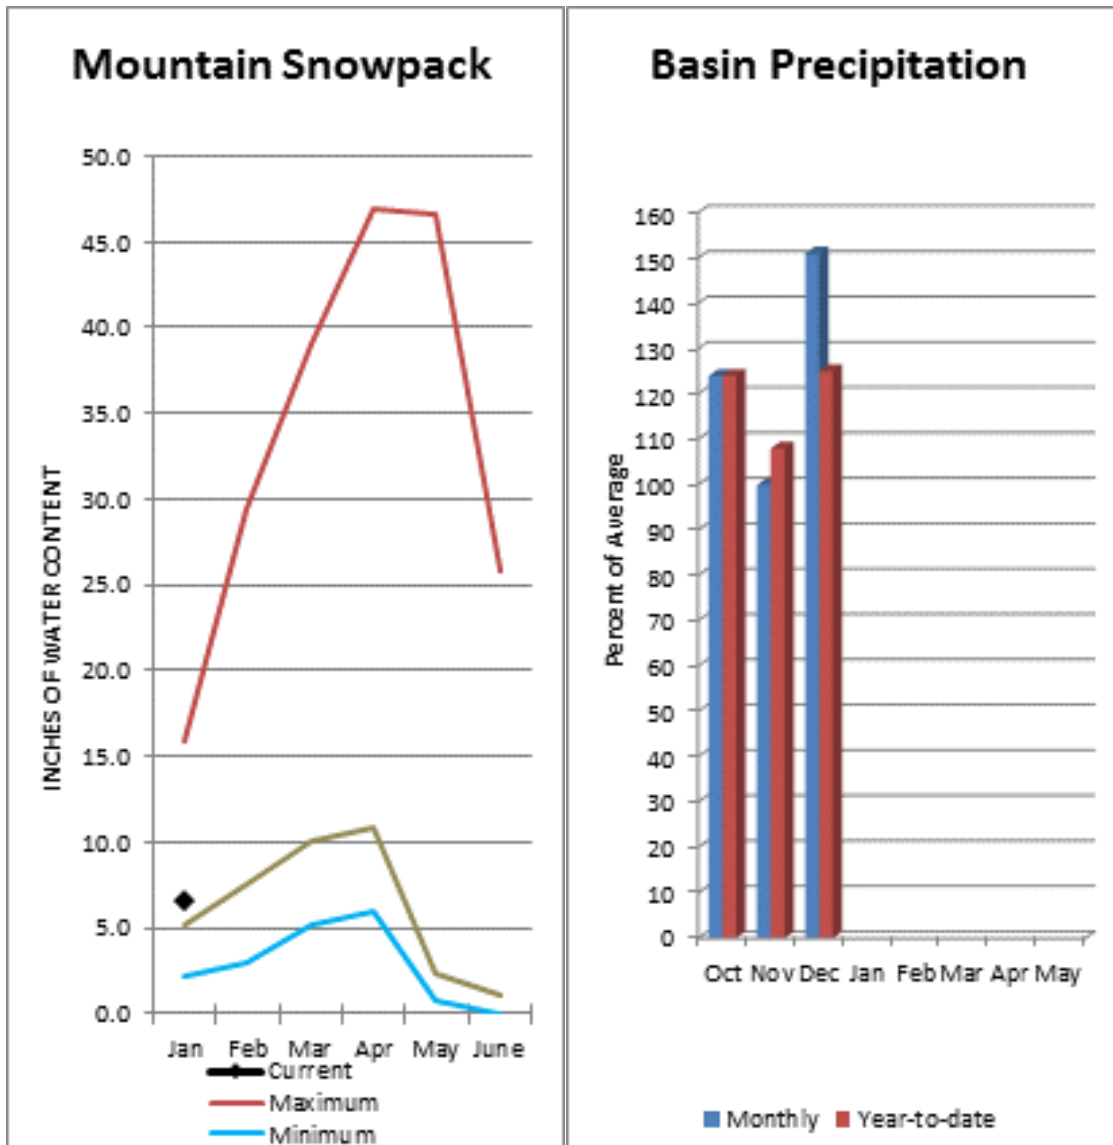 Mountain Snowpack
50.0
45.0
40.0
35.0
30.0
25.0
20.0
15.0
10.0
5.0
0.0
INCHES OF WATER CONTENT
Jan Feb Mar Apr May June
Current
Maximum
Minimum
Basin Precipitation
160
150
140
130
120
110
100
90
80
70
60
50
40
30
20
10
0
Percent of Average
Oct Nov Dec Jan Feb Mar Apr May
Monthly Year-to-date